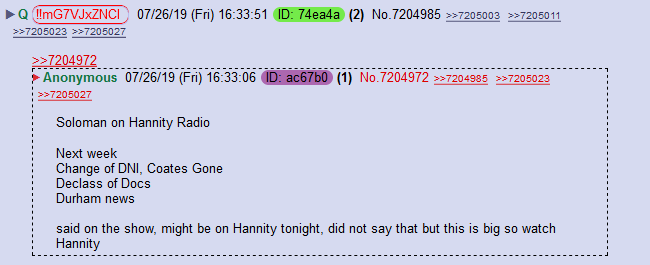 ▶Q !!mG7VJxZNCI 07/26/19 (Fri) 16:33:51 ID: 74ea4a (2) No.7204985 >>7205003 >>7205011
>>7205023 >>7205027
>>7204972
▶Anonymous 07/26/19 (Fri) 16:33:06 ID: ac67b0 (1) No.7204972 >>7204985 >>7205023
>>7205027
Soloman on Hannity Radio
Next week
Change of DNI, Coates Gone
Declass of Docs
Durham news
said on the show, might be on Hannity tonight, did not say that but this is big so watch
Hannity